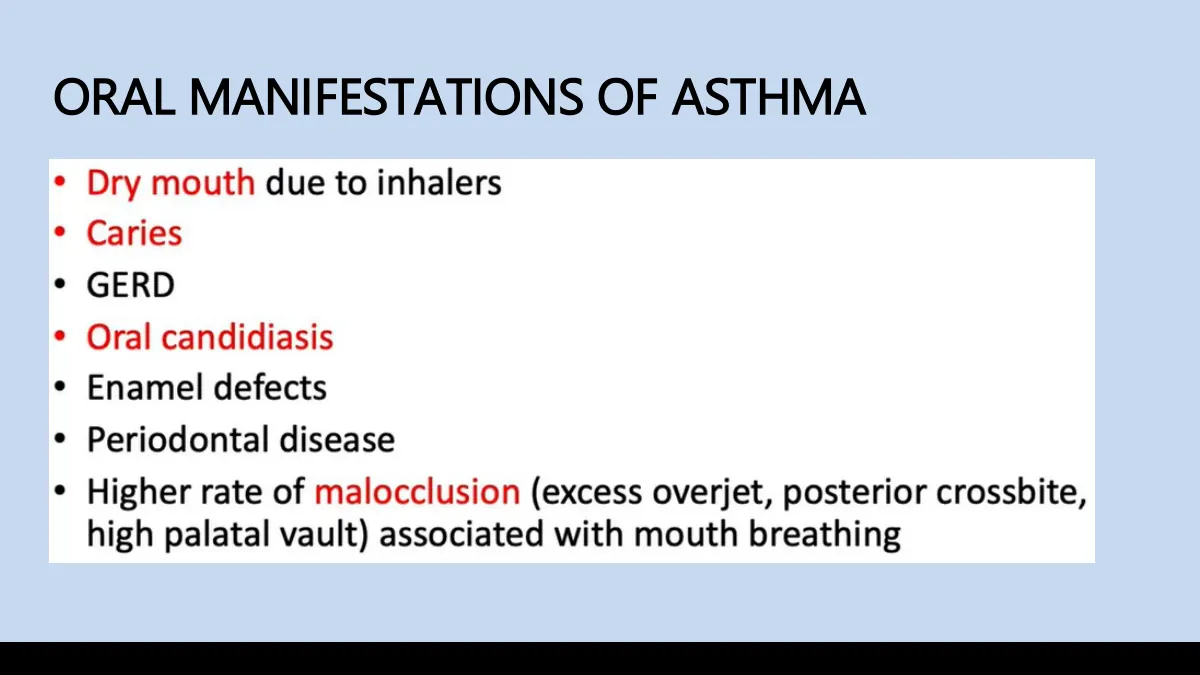 ORAL MANIFESTATIONS OF ASTHMA
• Dry mouth due to inhalers
• Caries
• GERD
• Oral candidiasis
• Enamel defects
• Periodontal disease
• Higher rate of malocclusion (excess overjet, posterior crossbite,
high palatal vault) associated with mouth breathing